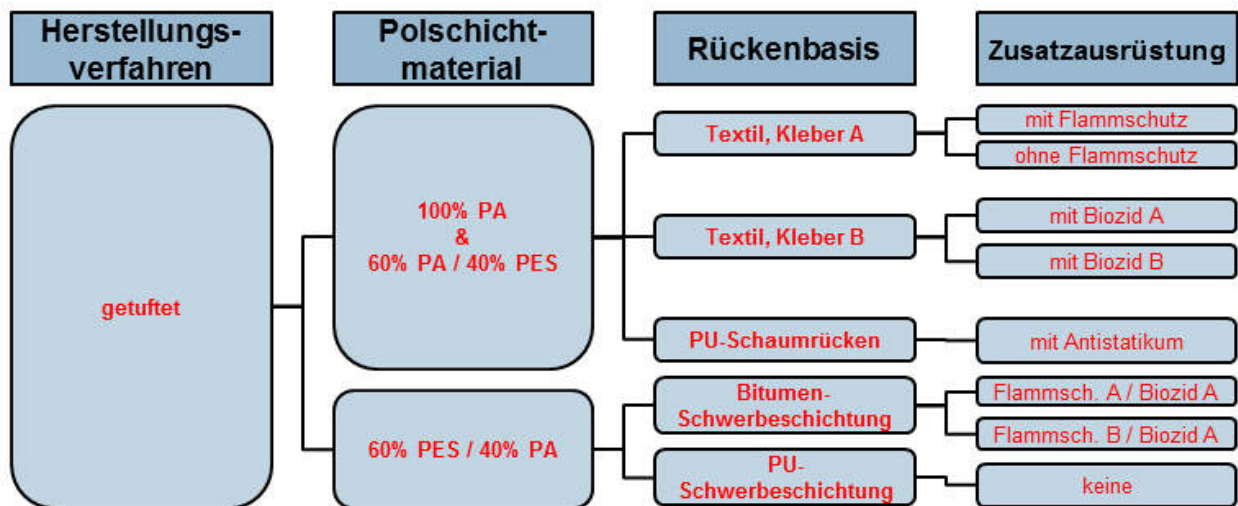 Herstellungs-
verfahren
Polschicht-
material
Rückenbasis
Zusatzausrüstung
getuftet
100% PA
&
60% PA / 40% PES
60% PES / 40% PA
Textil, Kleber A
Textil, Kleber B
PU-Schaumrücken
Bitumen-
Schwerbeschichtung
PU-
Schwerbeschichtung
mit Flammschutz
ohne Flammschutz
mit Biozid A
mit Biozid B
mit Antistatikum
Flammsch. A / Biozid A
Flammsch. B / Biozid A
keine